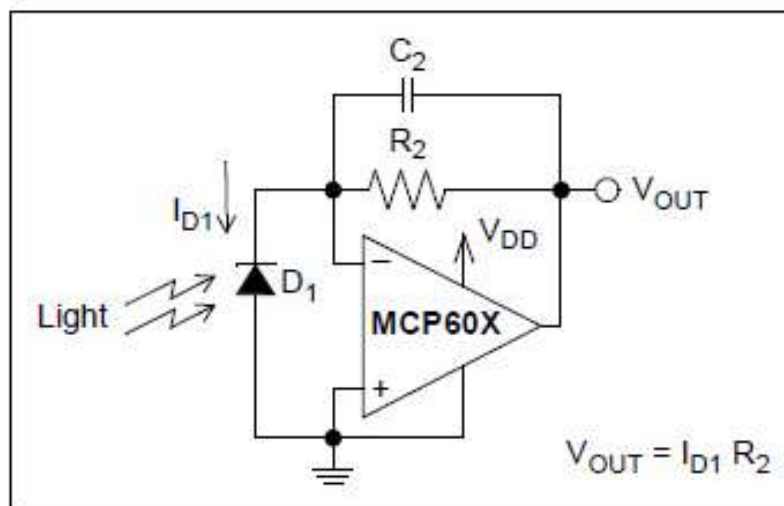 C2
R2
ID1
VOUT
VDD
−
D1
Light
MCP60X
+
VOUT = ID1 R2